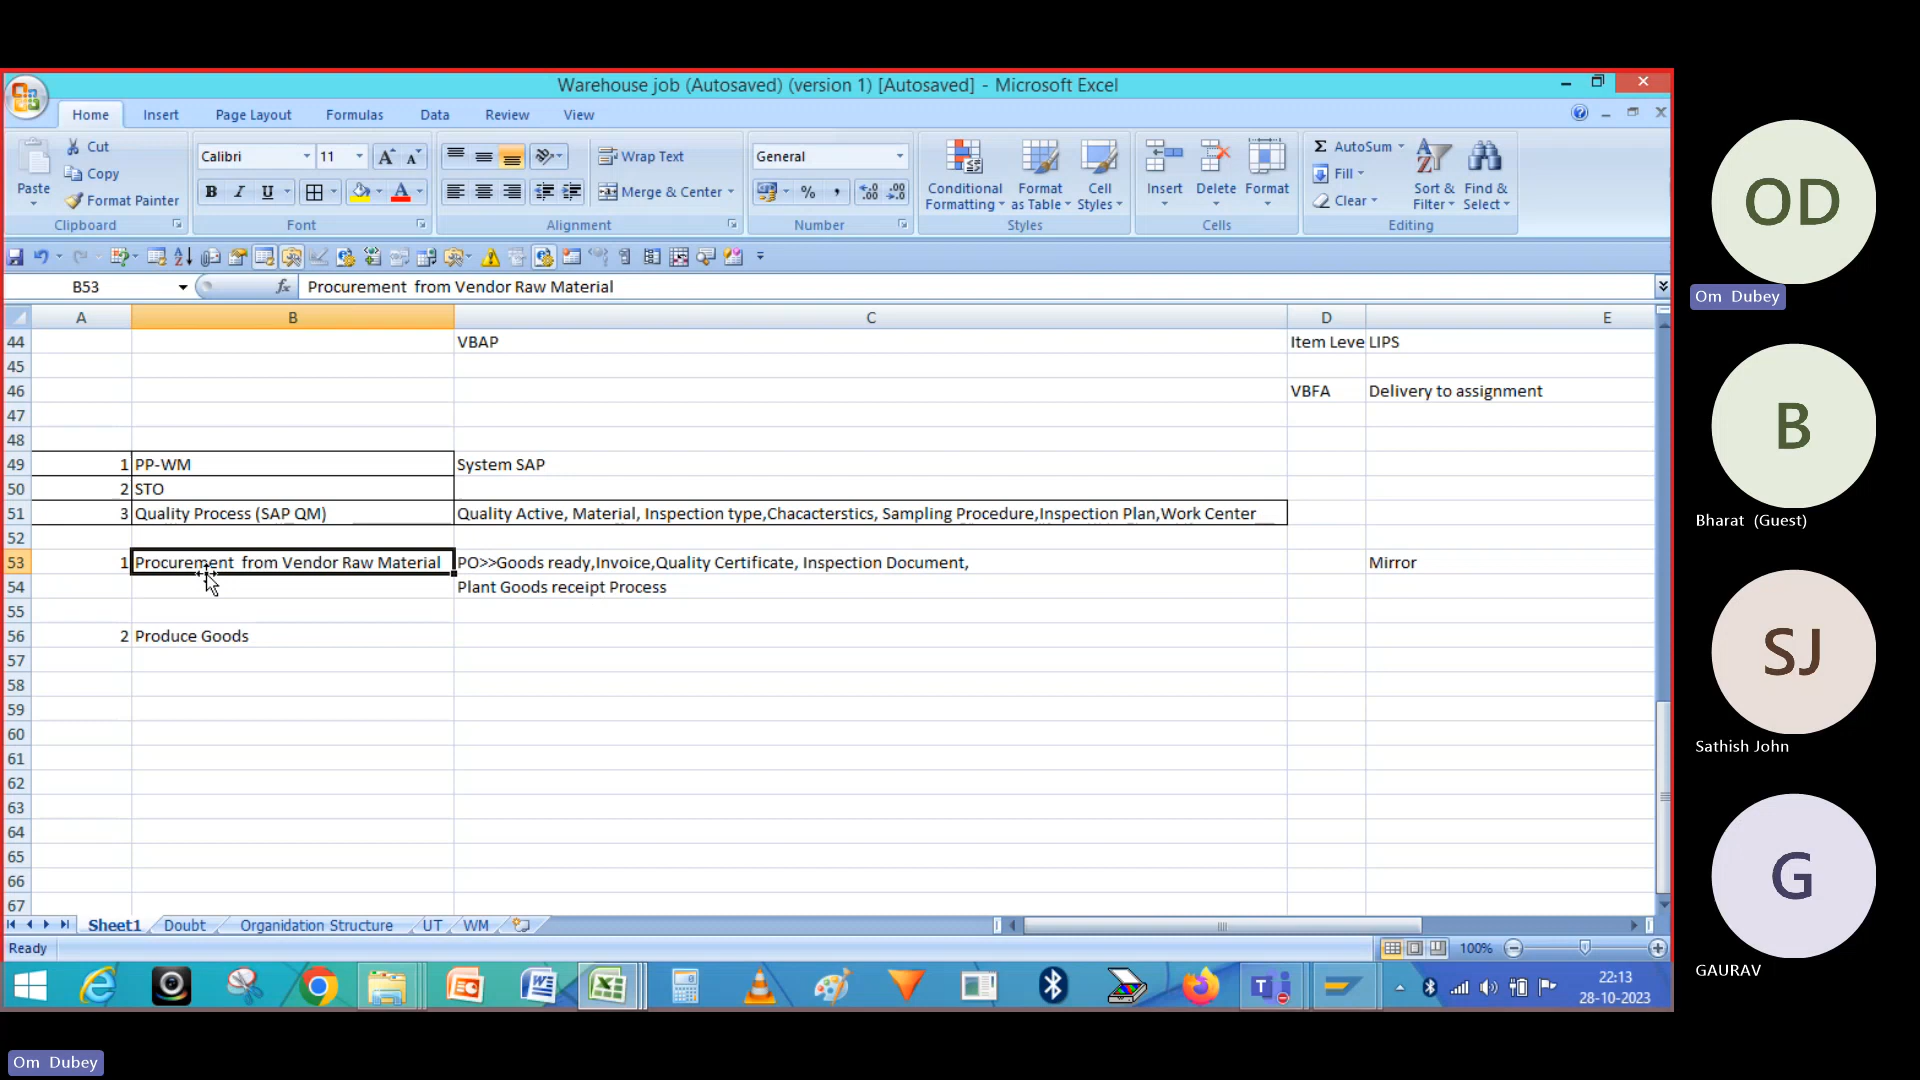 Warehouse job (Autosaved) (version 1) [Autosaved] - Microsoft Excel
Home Insert Page Layout Formulas Data Review View
Paste Cut Copy Format Painter Clipboard
Calibri 11 Font
Wrap Text Merge & Center Alignment
General Number
Conditional Formatting Format as Table Cell Styles Styles
Insert Delete Format Cells
Σ AutoSum Fill Clear Sort & Filter Find & Select Editing
B53 fx Procurement  from Vendor Raw Material
A B C D E
44 VBAP Item Leve LIPS
45
46 VBFA Delivery to assignment
47
48
49 1 PP-WM System SAP
50 2 STO
51 3 Quality Process (SAP QM) Quality Active, Material, Inspection type,Chacacterstics, Sampling Procedure,Inspection Plan,Work Center
52
53 1 Procurement  from Vendor Raw Material PO>>Goods ready,Invoice,Quality Certificate, Inspection Document, Mirror
54 Plant Goods receipt Process
55
56 2 Produce Goods
57
58
59
60
61
62
63
64
65
66
67
Sheet1 Doubt Organidation Structure UT WM
Ready 100%
22:13
28-10-2023
OD
Om Dubey
B
Bharat (Guest)
SJ
Sathish John
G
GAURAV
Om Dubey